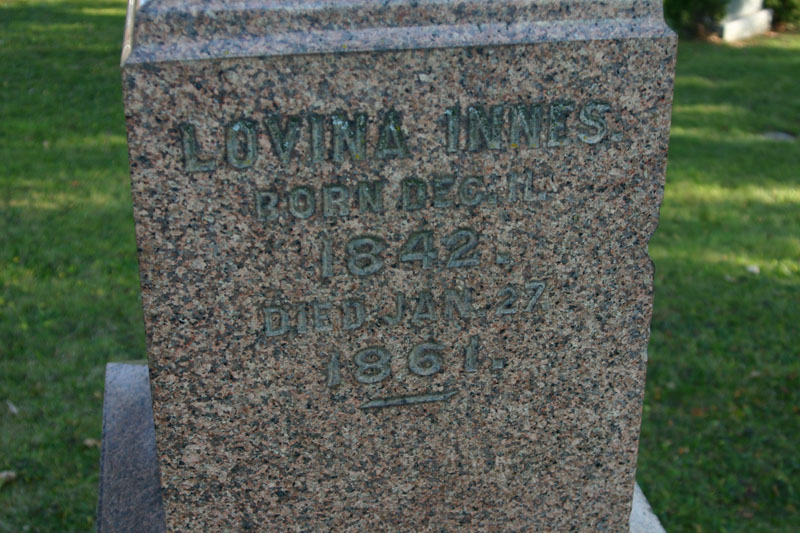 LOVINA INNES.
BORN DEC. 11.
1842.
DIED JAN. 27
1861.